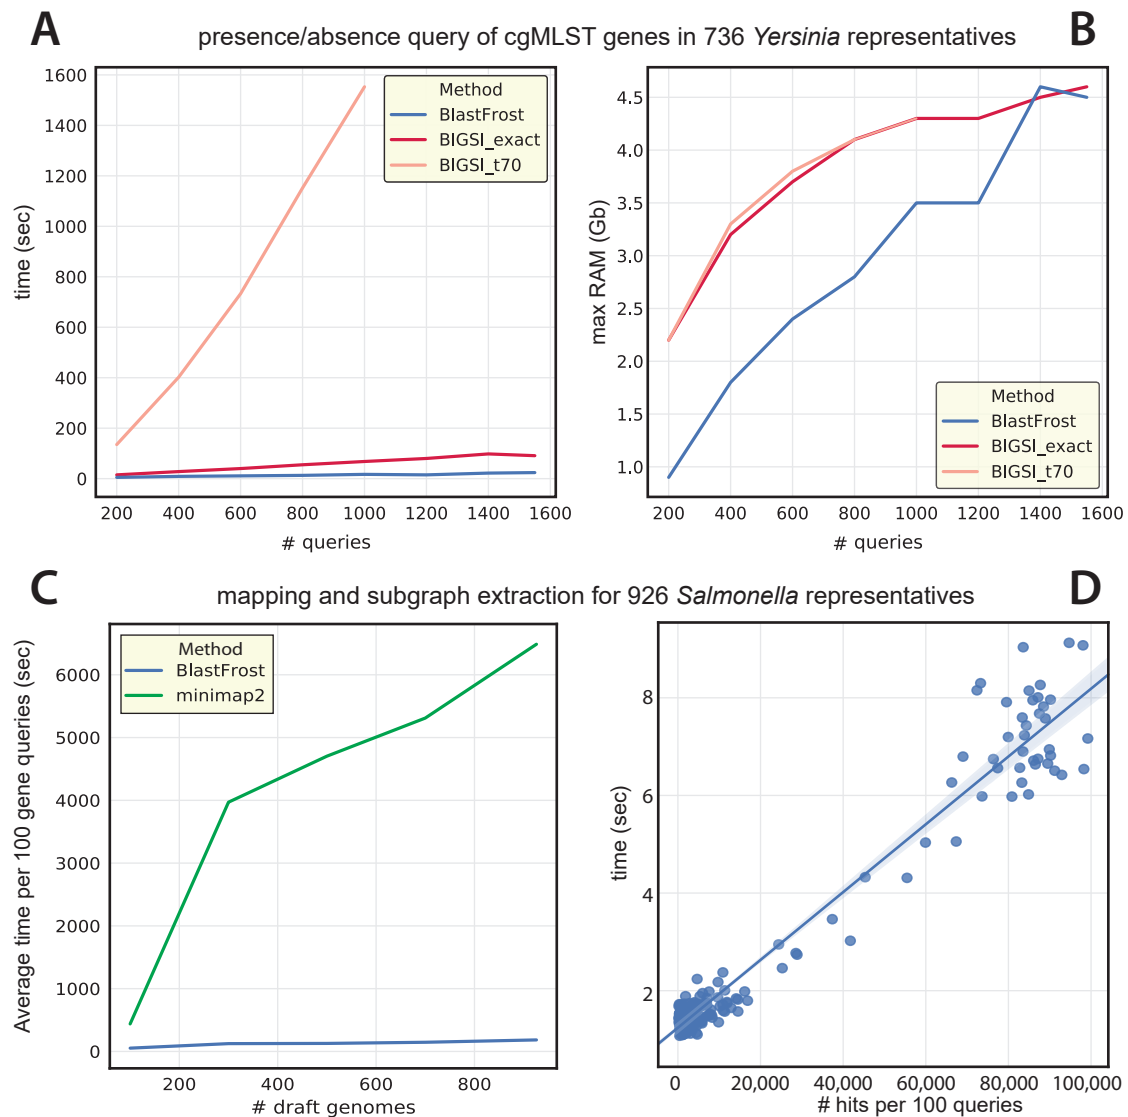 A
presence/absence query of cgMLST genes in 736 Yersinia representatives
B
1600
1400
1200
1000
800
600
400
200
0
time (sec)
Method
BlastFrost
BIGSI_exact
BIGSI_t70
200 400 600 800 1000 1200 1400 1600
# queries
4.5
4.0
3.5
3.0
2.5
2.0
1.5
1.0
max RAM (Gb)
Method
BlastFrost
BIGSI_exact
BIGSI_t70
200 400 600 800 1000 1200 1400 1600
# queries
C
mapping and subgraph extraction for 926 Salmonella representatives
D
6000
5000
4000
3000
2000
1000
0
Average time per 100 gene queries (sec)
Method
BlastFrost
minimap2
200 400 600 800
# draft genomes
8
6
4
2
time (sec)
0 20,000 40,000 60,000 80,000 100,000
# hits per 100 queries